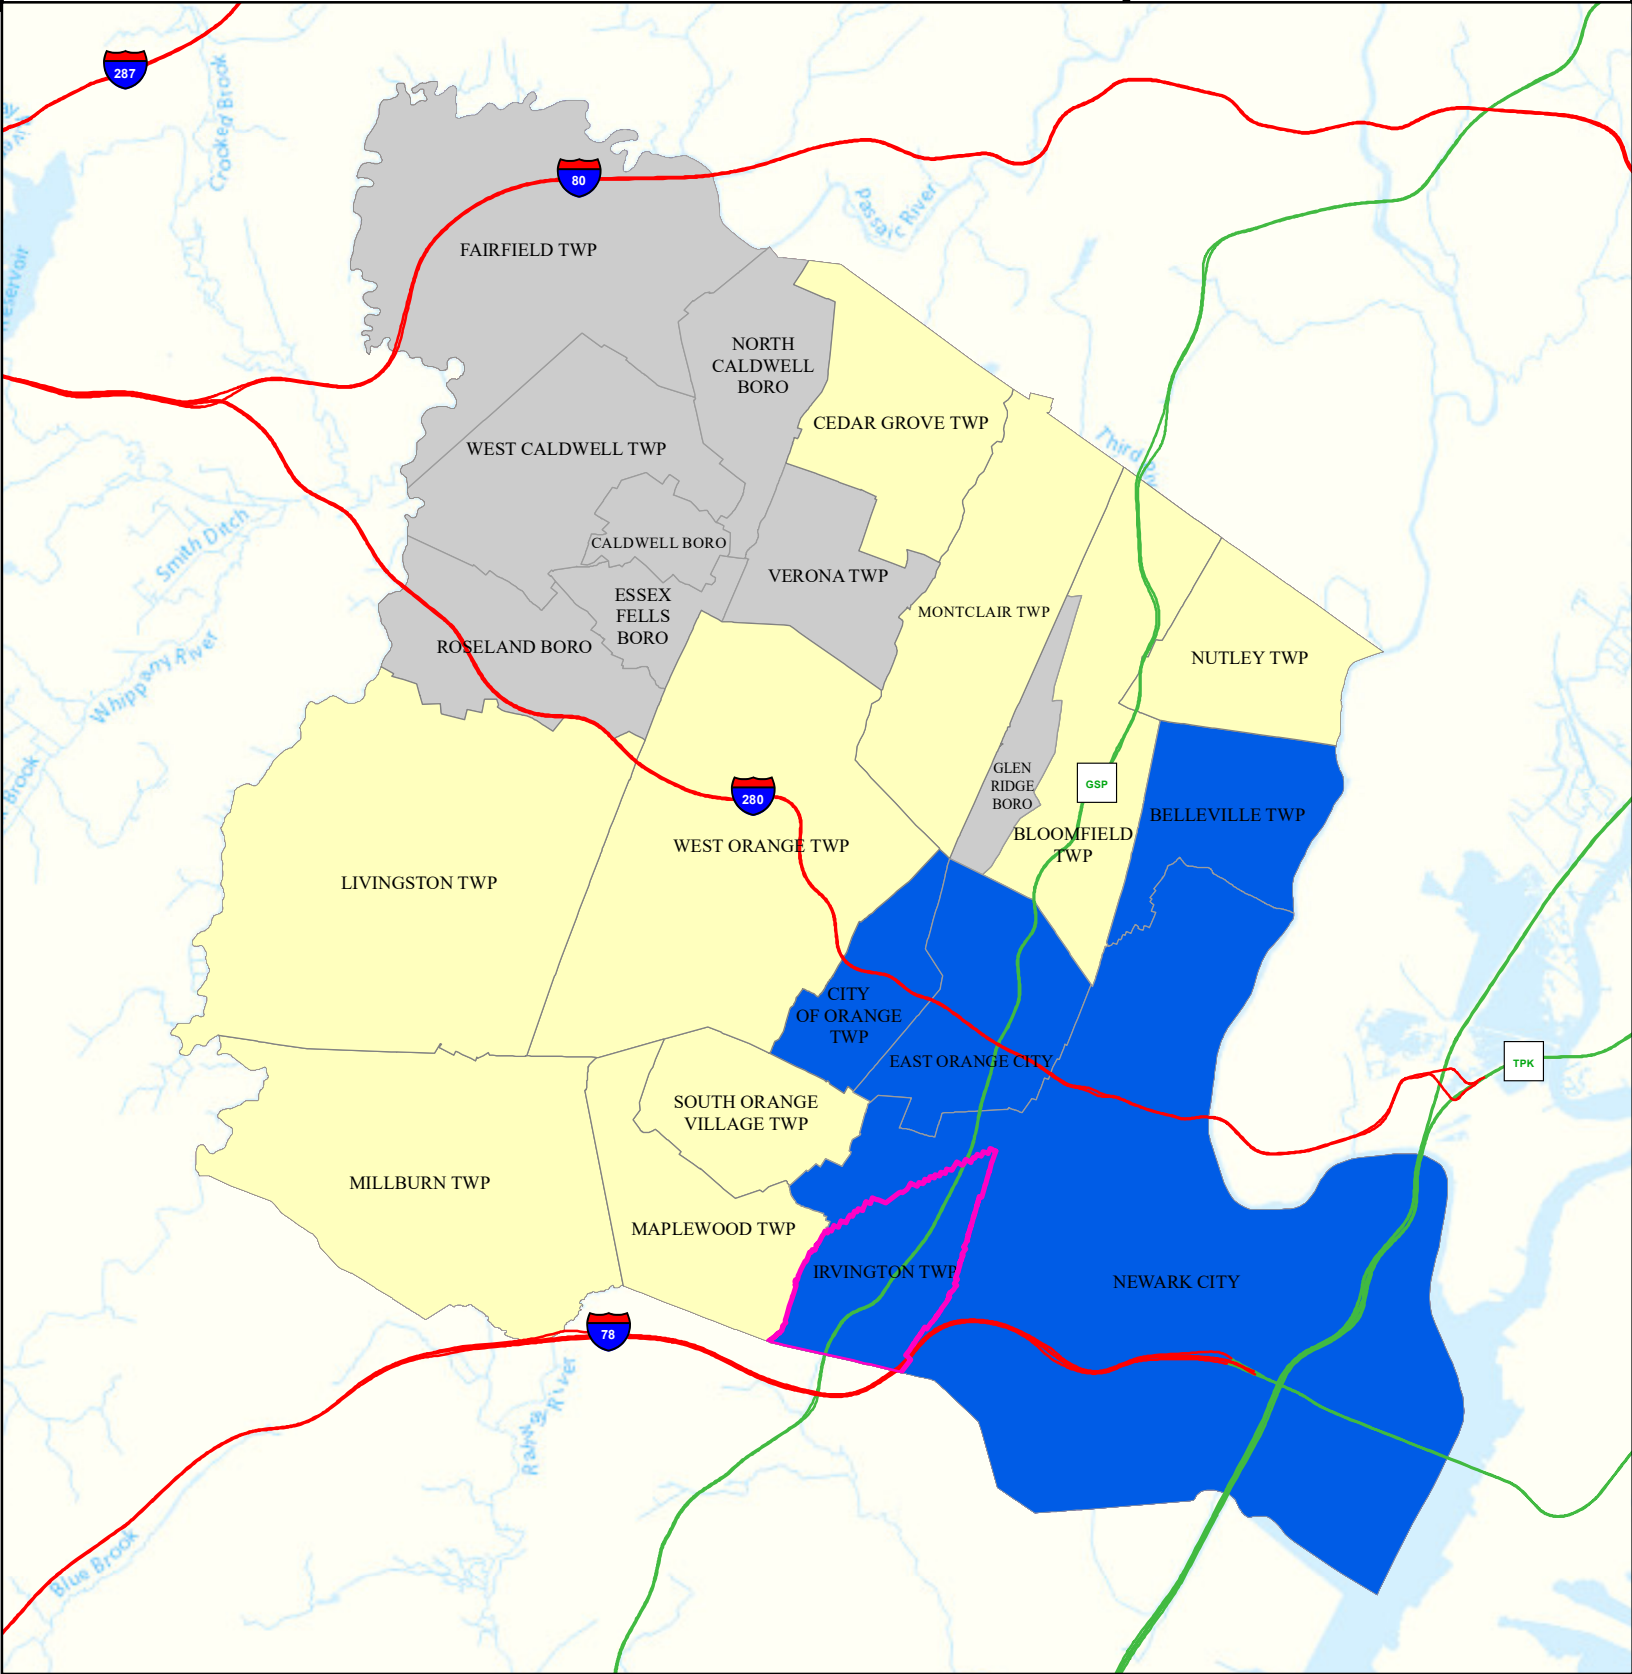 287
Crooked Brook
80
Passaic River
FAIRFIELD TWP
NORTH
CALDWELL
BORO
CEDAR GROVE TWP
WEST CALDWELL TWP
Smith Ditch
CALDWELL BORO
VERONA TWP
ESSEX
FELLS
BORO
MONTCLAIR TWP
ROSELAND BORO
NUTLEY TWP
Whippany River
Brook
GLEN
RIDGE
BORO
GSP
280
BELLEVILLE TWP
BLOOMFIELD
TWP
WEST ORANGE TWP
LIVINGSTON TWP
CITY
OF ORANGE
TWP
EAST ORANGE CITY
TPK
SOUTH ORANGE
VILLAGE TWP
MILLBURN TWP
MAPLEWOOD TWP
IRVINGTON TWP
NEWARK CITY
78
River
Blue Brook